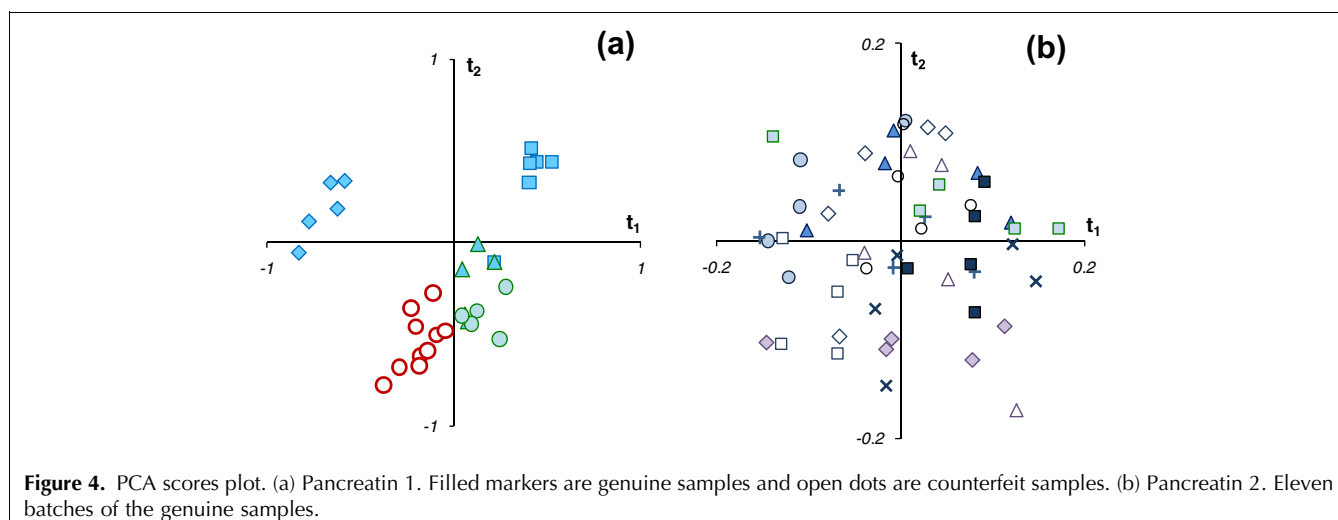 (a)
(b)
1
t2
t1
-1
1
-1
0.2
t2
t1
-0.2
0.2
-0.2
Figure 4. PCA scores plot. (a) Pancreatin 1. Filled markers are genuine samples and open dots are counterfeit samples. (b) Pancreatin 2. Eleven
batches of the genuine samples.